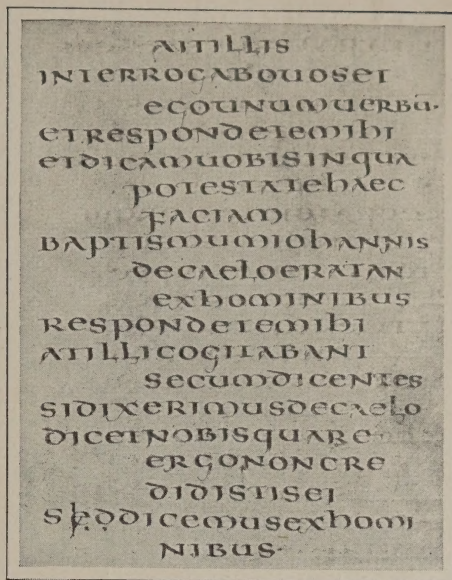 AITILLIS
INTERROGABOUOSET
EGOUNUMUERBŪ·
ETRESPONDETEMIHI
ETDICAMUOBISINQUA
POTESTATEHAEC
FACIAM
BAPTISMUMIOHANNIS
DECAELOERATAN
EXHOMINIBUS
RESPONDETEMIHI
ATILLICOGITABANT
SECUMDICENTES
SIDIXERIMUSDECAELO
DICETNOBISQUARE
ERGONONCRE
DIDISTISEI
SEDDICEMUSEXHOMI
NIBUS·